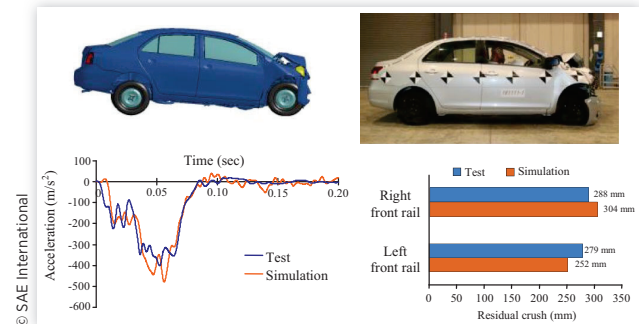 © SAE International
Time (sec)
Acceleration (m/s²)
100
0
-100
-200
-300
-400
-500
-600
0
0.05
0.10
0.15
0.20
Test
Simulation
Test
Simulation
Right
front rail
288 mm
304 mm
Left
front rail
279 mm
252 mm
0 50 100 150 200 250 300 350
Residual crush (mm)